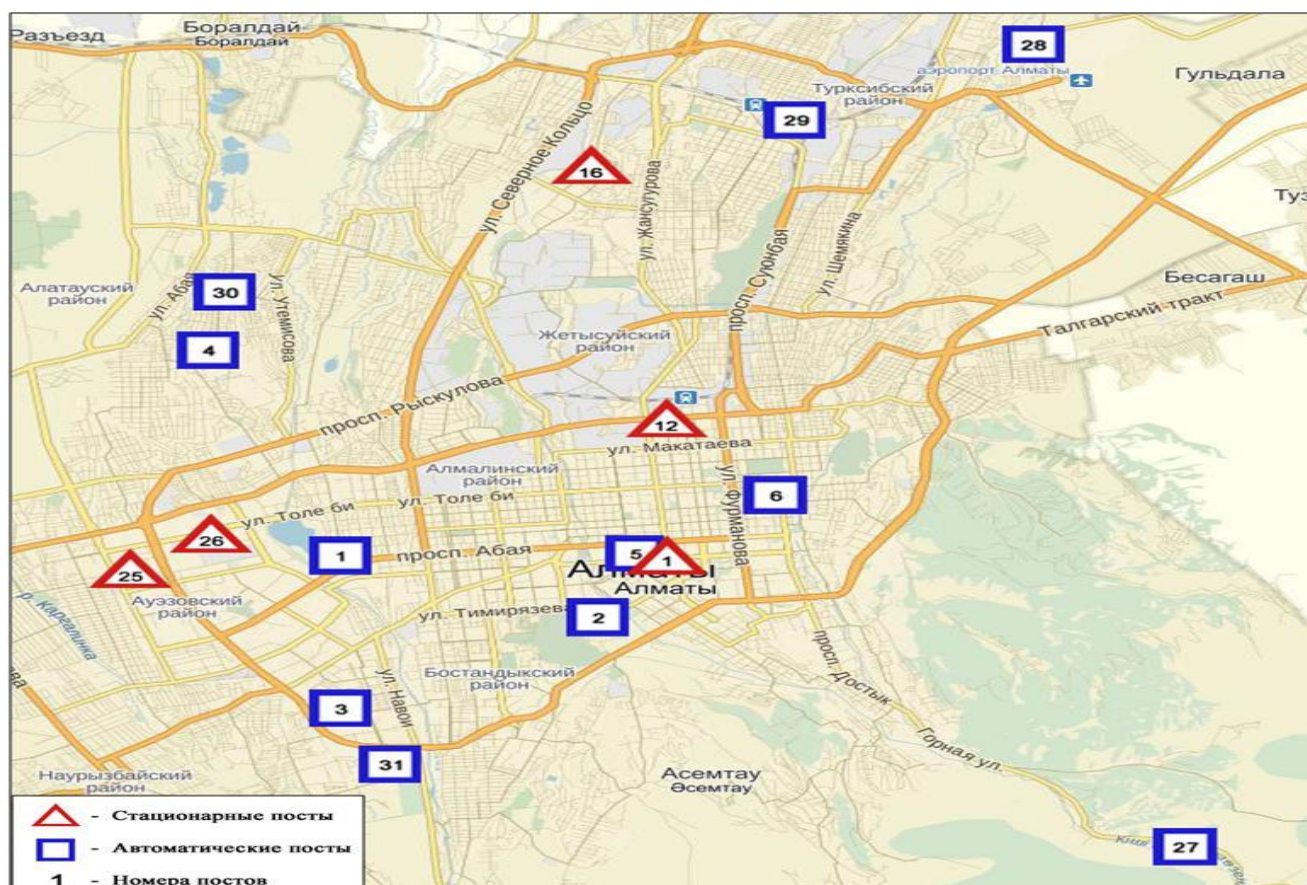 Разъезд
Боралдай
Боралдай
28
аэропорт Алматы
Гульдала
Турксибский
район
29
ул. Северное Кольцо
16
ул. Жансугурова
ул. Шемякина
просп. Суюнбая
Туз
Бесагаш
Талгарский тракт
Алатауский
район
ул. Абая
30
ул. Утемисова
4
Жетысуйский
район
просп. Рыскулова
12
ул. Макатаева
Алмалинский
район
ул. Толе би
ул. Толе би
ул. Фурманова
6
26
25
1
просп. Абая
5
1
Алматы
Алматы
Ауэзовский
район
р. Каргалинка
ул. Тимирязева
2
Бостандыкский
район
просп. Достык
Горная ул.
3
ул. Навои
31
Наурызбайский
район
Асемтау
Әсемтау
27
- Стационарные посты
- Автоматические посты
1 - Номера постов